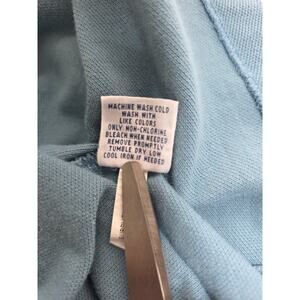 MACHINE WASH COLD
WASH WITH
LIKE COLORS
ONLY NON-CHLORINE
BLEACH WHEN NEEDED
REMOVE PROMPTLY
TUMBLE DRY LOW
COOL IRON IF NEEDED